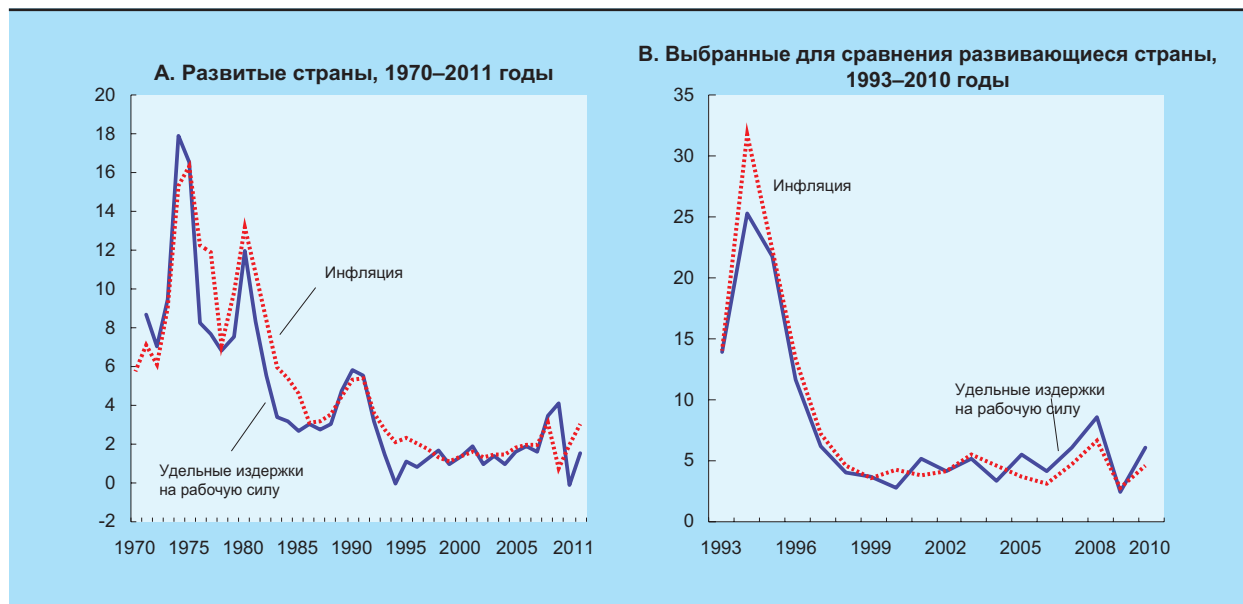 A. Развитые страны, 1970–2011 годы
20
18
16
14
12
10
8
6
4
2
0
-2
Инфляция
Удельные издержки
на рабочую силу
1970 1975 1980 1985 1990 1995 2000 2005 2011
B. Выбранные для сравнения развивающиеся страны,
1993–2010 годы
35
30
25
20
15
10
5
0
Инфляция
Удельные издержки
на рабочую силу
1993 1996 1999 2002 2005 2008 2010